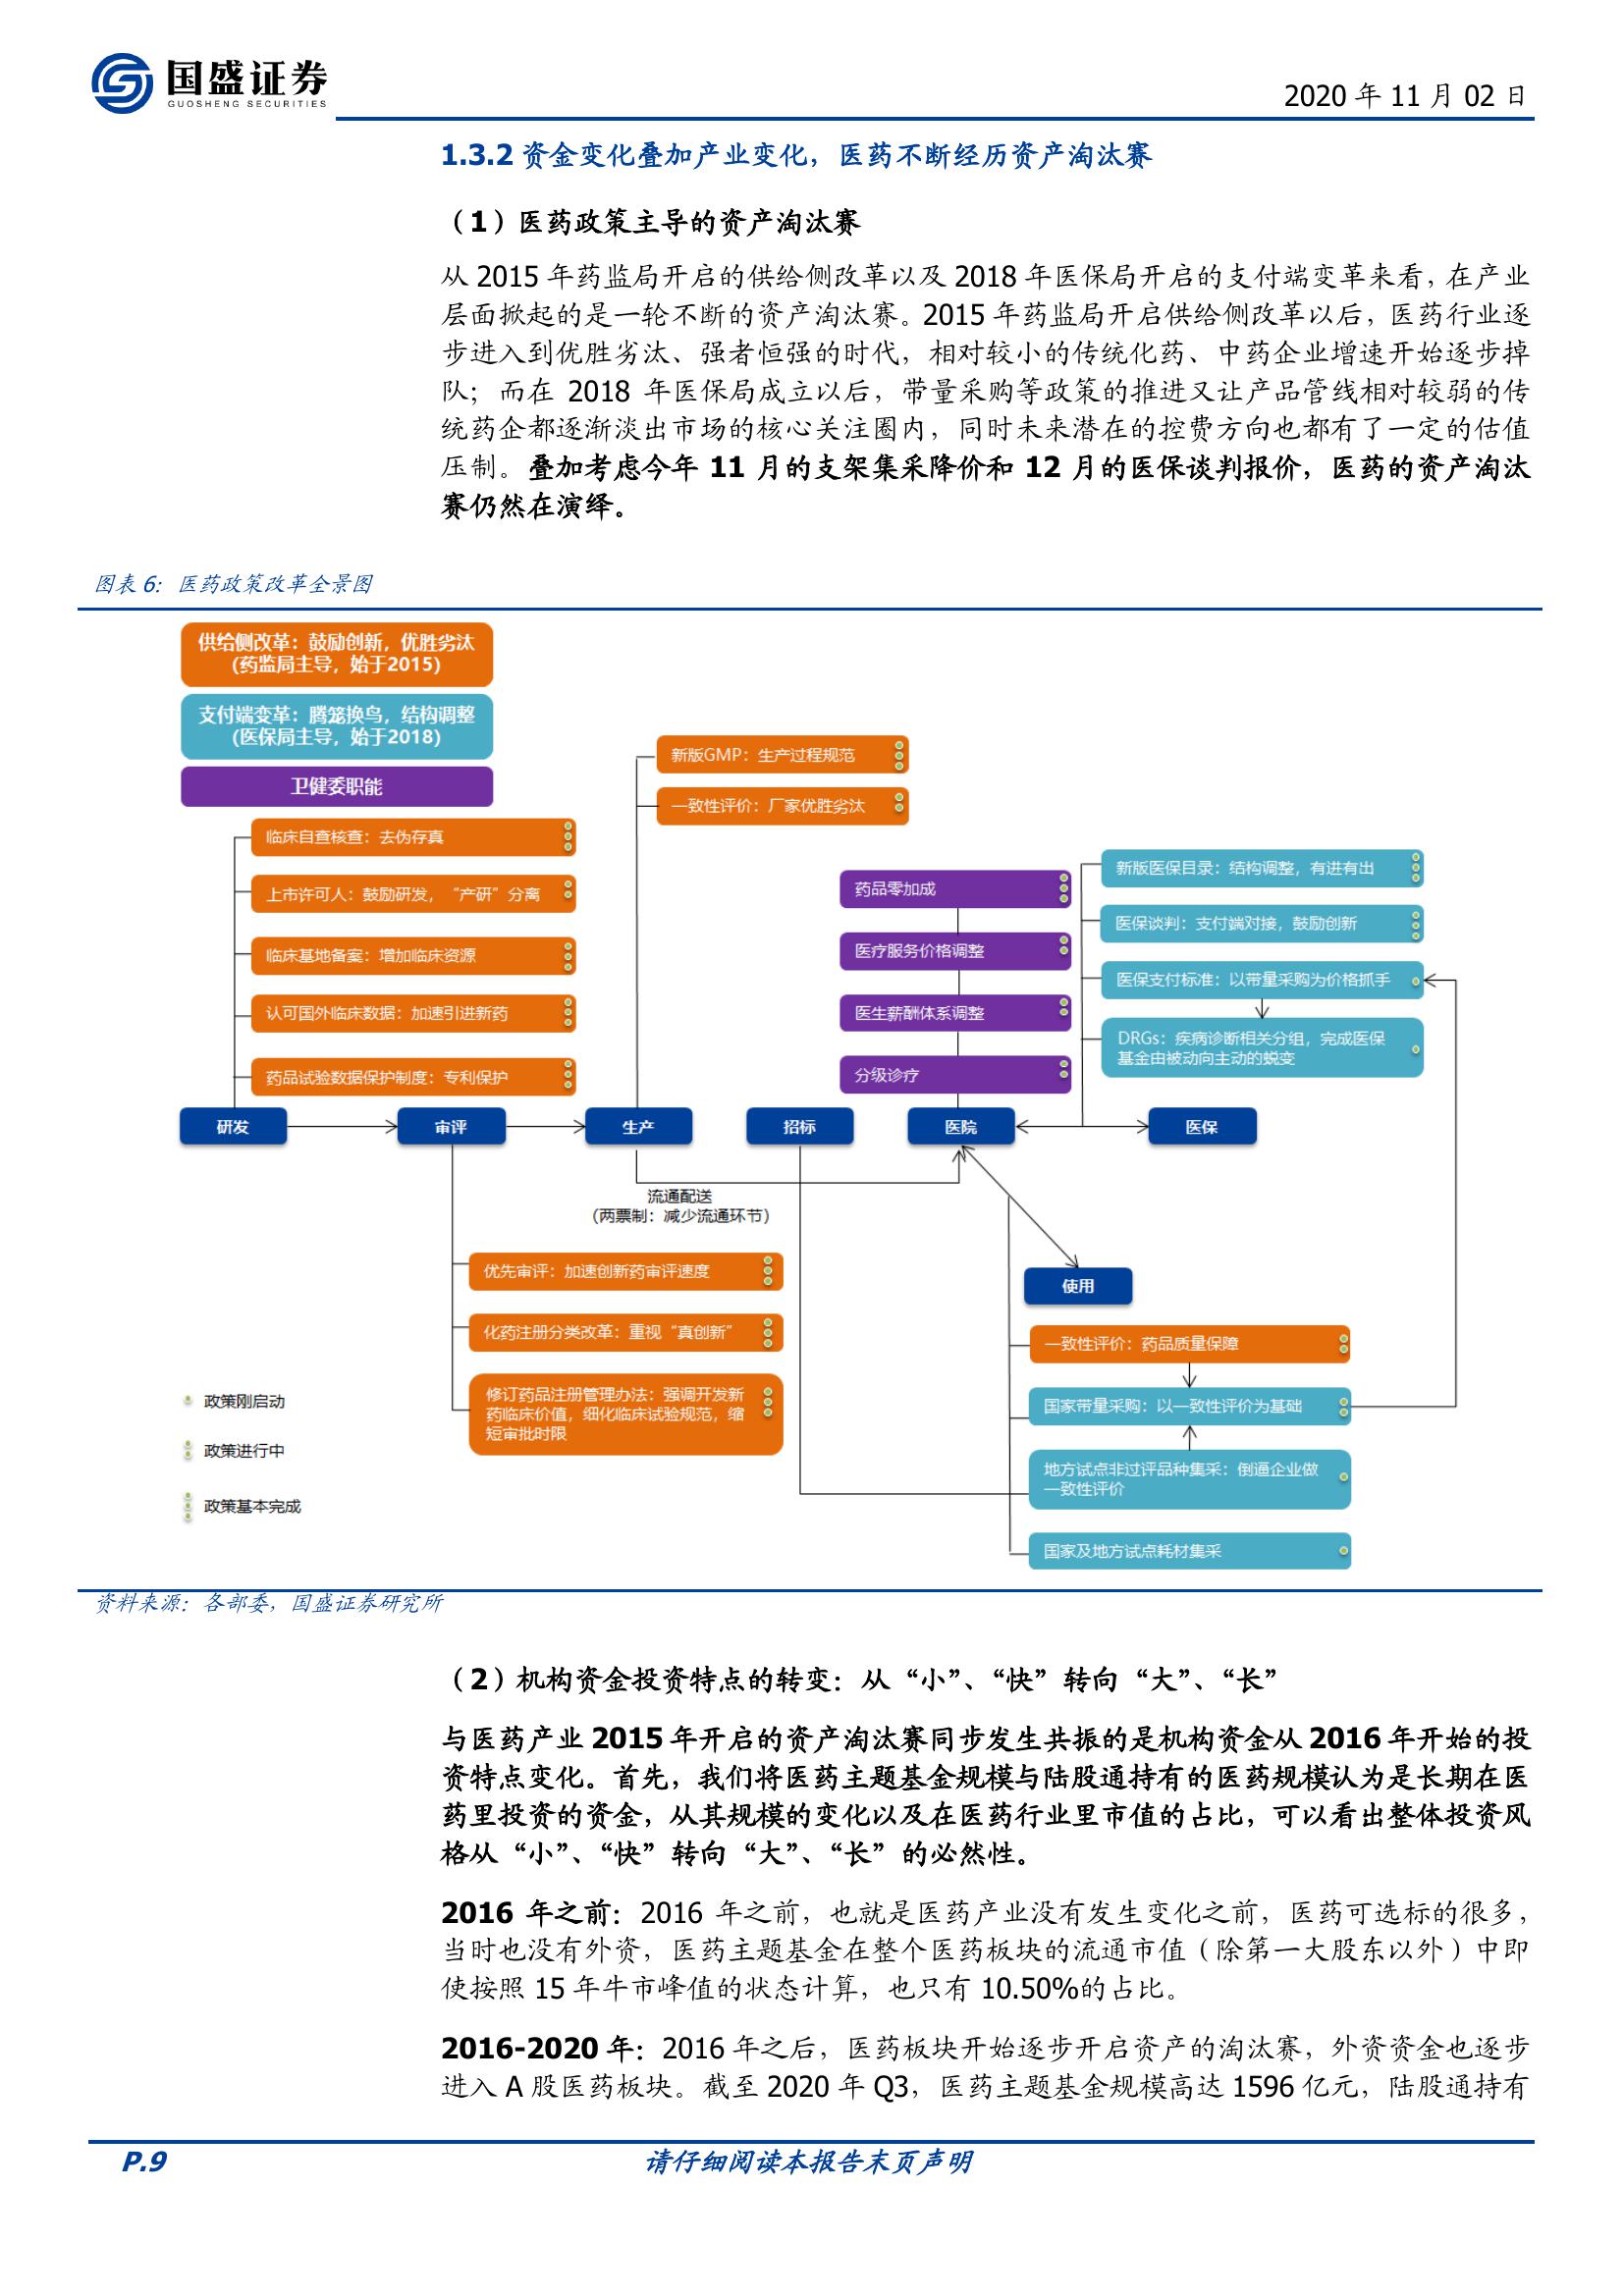 国盛证券
GUOSHENG SECURITIES
2020 年 11 月 02 日
1.3.2 资金变化叠加产业变化，医药不断经历资产淘汰赛
（1）医药政策主导的资产淘汰赛
从 2015 年药监局开启的供给侧改革以及 2018 年医保局开启的支付端变革来看，在产业
层面掀起的是一轮不断的资产淘汰赛。2015 年药监局开启供给侧改革以后，医药行业逐
步进入到优胜劣汰、强者恒强的时代，相对较小的传统化药、中药企业增速开始逐步掉
队；而在 2018 年医保局成立以后，带量采购等政策的推进又让产品管线相对较弱的传
统药企都逐渐淡出市场的核心关注圈内，同时未来潜在的控费方向也都有了一定的估值
压制。叠加考虑今年 11 月的支架集采降价和 12 月的医保谈判报价，医药的资产淘汰
赛仍然在演绎。
图表 6：医药政策改革全景图
供给侧改革：鼓励创新，优胜劣汰
(药监局主导，始于2015)
支付端变革：腾笼换鸟，结构调整
(医保局主导，始于2018)
卫健委职能
新版GMP：生产过程规范
一致性评价：厂家优胜劣汰
临床自查核查：去伪存真
上市许可人：鼓励研发，“产研”分离
临床基地备案：增加临床资源
认可国外临床数据：加速引进新药
药品试验数据保护制度：专利保护
药品零加成
医疗服务价格调整
医生薪酬体系调整
分级诊疗
新版医保目录：结构调整，有进有出
医保谈判：支付端对接，鼓励创新
医保支付标准：以带量采购为价格抓手
DRGs：疾病诊断相关分组，完成医保
基金由被动向主动的蜕变
研发
审评
生产
招标
医院
医保
流通配送
（两票制：减少流通环节）
优先审评：加速创新药审评速度
化药注册分类改革：重视“真创新”
修订药品注册管理办法：强调开发新
药临床价值，细化临床试验规范，缩
短审批时限
使用
一致性评价：药品质量保障
国家带量采购：以一致性评价为基础
地方试点非过评品种集采：倒逼企业做
一致性评价
国家及地方试点耗材集采
政策刚启动
政策进行中
政策基本完成
资料来源：各部委，国盛证券研究所
（2）机构资金投资特点的转变：从“小”、“快”转向“大”、“长”
与医药产业 2015 年开启的资产淘汰赛同步发生共振的是机构资金从 2016 年开始的投
资特点变化。首先，我们将医药主题基金规模与陆股通持有的医药规模认为是长期在医
药里投资的资金，从其规模的变化以及在医药行业里市值的占比，可以看出整体投资风
格从“小”、“快”转向“大”、“长”的必然性。
2016 年之前：2016 年之前，也就是医药产业没有发生变化之前，医药可选标的很多，
当时也没有外资，医药主题基金在整个医药板块的流通市值（除第一大股东以外）中即
使按照 15 年牛市峰值的状态计算，也只有 10.50%的占比。
2016-2020 年：2016 年之后，医药板块开始逐步开启资产的淘汰赛，外资资金也逐步
进入 A 股医药板块。截至 2020 年 Q3，医药主题基金规模高达 1596 亿元，陆股通持有
P.9
请仔细阅读本报告末页声明